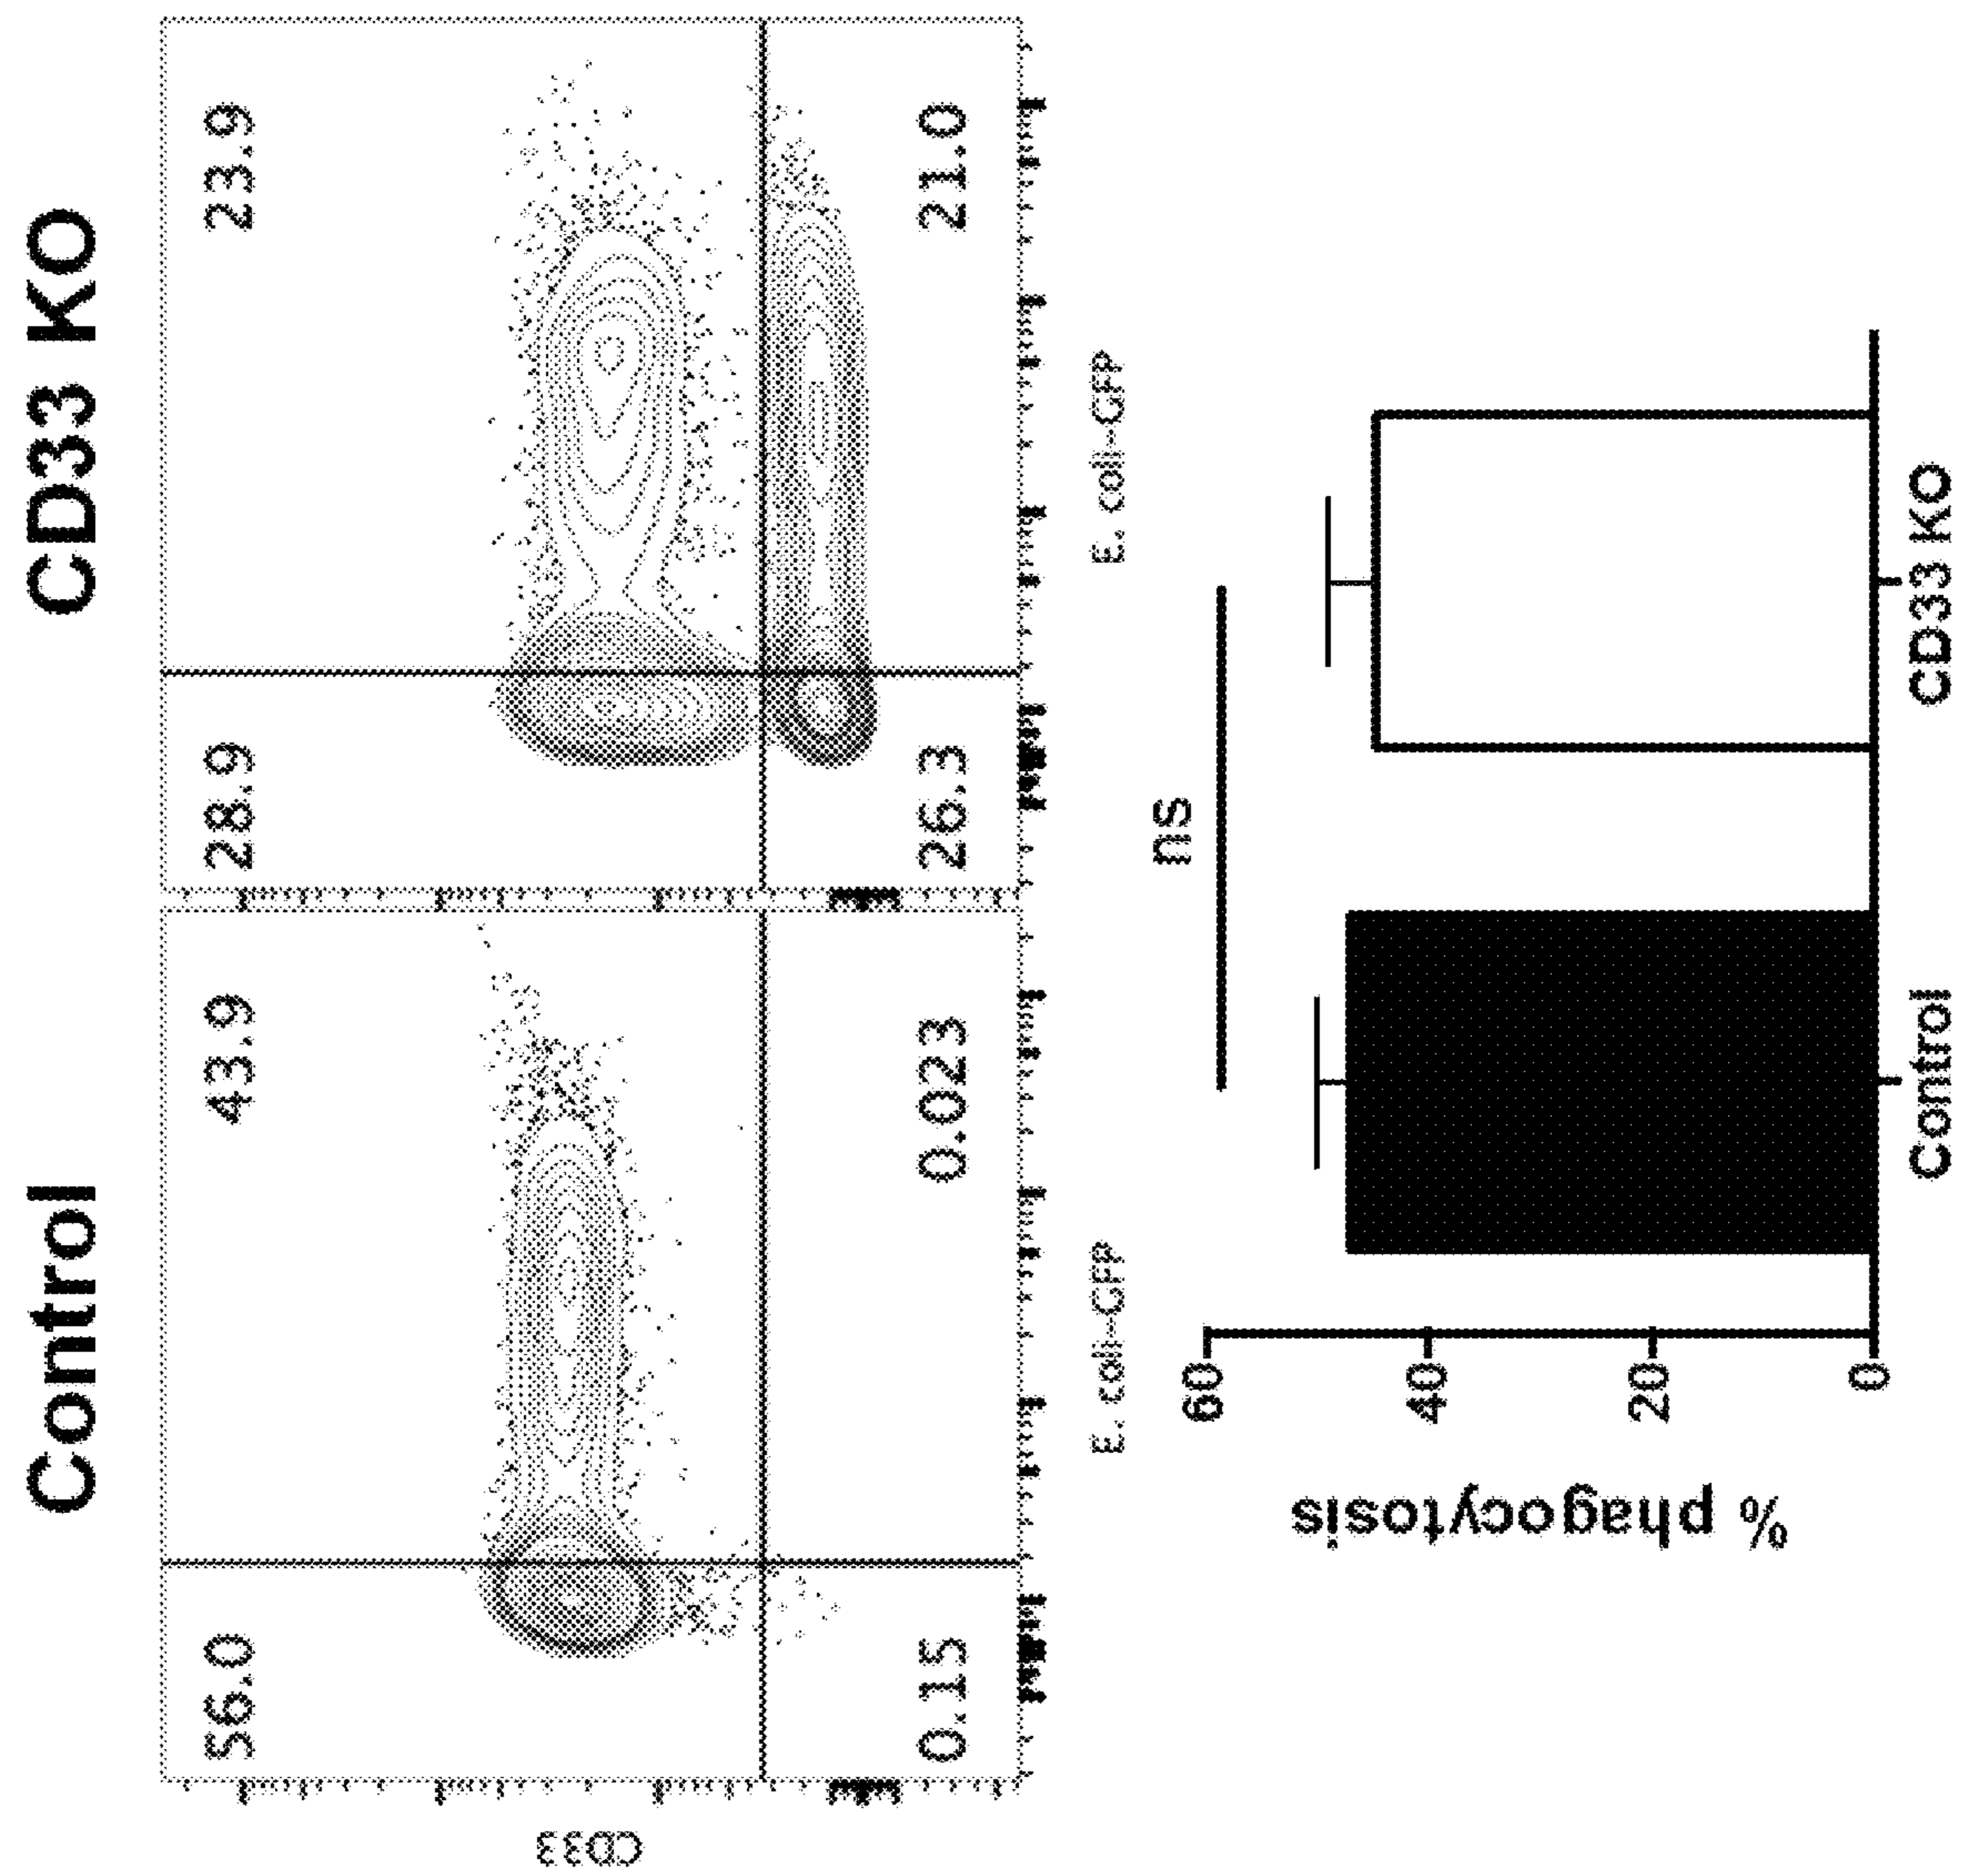 Control
CD33 KO
56.0
43.9
28.9
23.9
CD33
0.15
0.023
26.3
21.0
E. coli-GFP
E. coli-GFP
ns
% phagocytosis
60
40
20
0
Control
CD33 KO